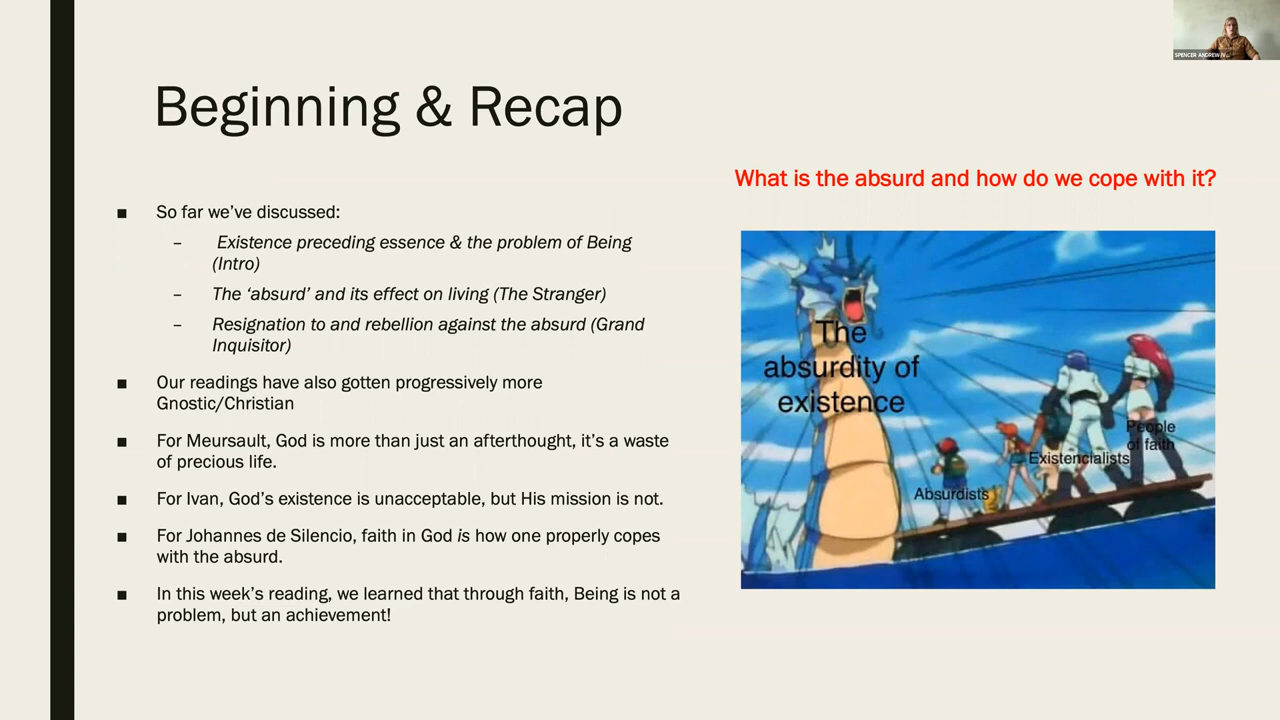 Beginning & Recap
What is the absurd and how do we cope with it?
■ So far we've discussed:
– Existence preceding essence & the problem of Being
(Intro)
– The 'absurd' and its effect on living (The Stranger)
– Resignation to and rebellion against the absurd (Grand
Inquisitor)
■ Our readings have also gotten progressively more
Gnostic/Christian
■ For Meursault, God is more than just an afterthought, it's a waste
of precious life.
■ For Ivan, God's existence is unacceptable, but His mission is not.
■ For Johannes de Silencio, faith in God is how one properly copes
with the absurd.
■ In this week's reading, we learned that through faith, Being is not a
problem, but an achievement!
The
absurdity of
existence
Absurdists
Existencialists
People
of faith
SPENCER ANDREW